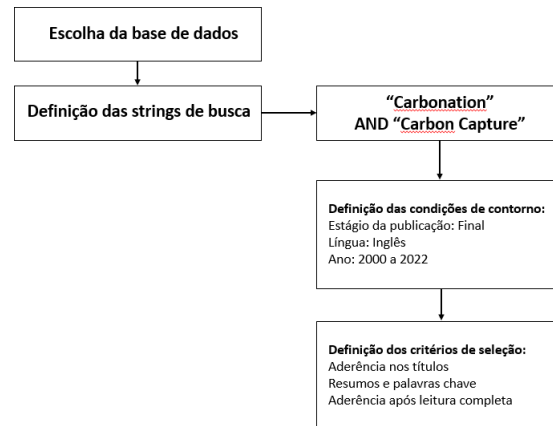 Escolha da base de dados
Definição das strings de busca
“Carbonation”
AND “Carbon Capture”
Definição das condições de contorno:
Estágio da publicação: Final
Língua: Inglês
Ano: 2000 a 2022
Definição dos critérios de seleção:
Aderência nos títulos
Resumos e palavras chave
Aderência após leitura completa